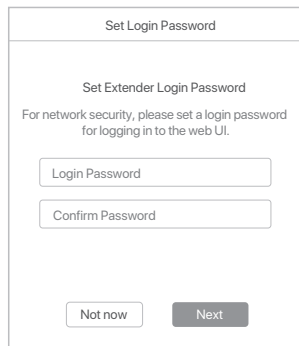 Set Login Password
Set Extender Login Password
For network security, please set a login password
for logging in to the web UI.
Login Password
Confirm Password
Not now
Next